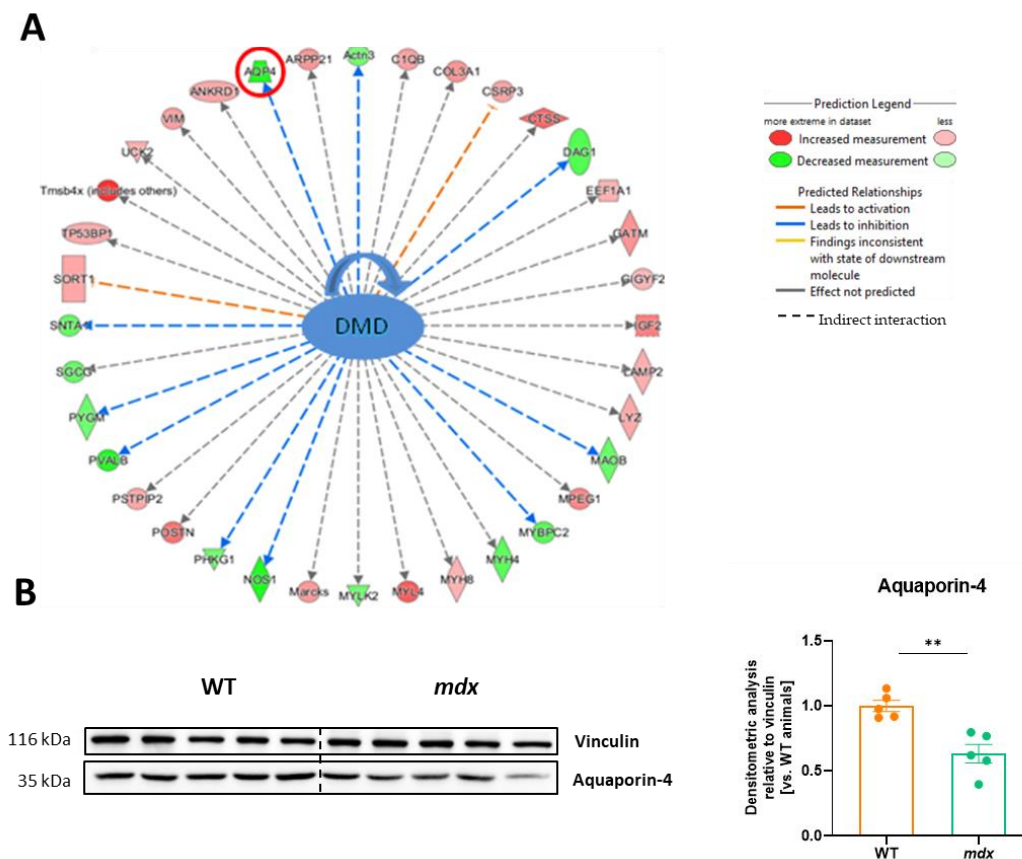 A
AQP4
ARPP21
Actn3
C1QB
COL3A1
CSRP3
CTSS
DAG1
EEF1A1
GATM
GIGYF2
IGF2
LAMP2
LYZ
MAOB
MPEG1
MYBPC2
MYH4
MYH8
MYL4
MYLK2
Marcks
NOS1
PHKG1
POSTN
PSTPIP2
PVALB
PYGM
SGCG
SNTA1
SORT1
TP53BP1
Tmsb4x (includes others)
UCK2
VIM
ANKRD1
DMD
Prediction Legend
more extreme in dataset less
Increased measurement
Decreased measurement
Predicted Relationships
Leads to activation
Leads to inhibition
Findings inconsistent
with state of downstream
molecule
Effect not predicted
Indirect interaction
B
WT mdx
116 kDa Vinculin
35 kDa Aquaporin-4
Aquaporin-4
Densitometric analysis
relative to vinculin
[vs. WT animals]
1.5
1.0
0.5
0.0
**
WT mdx